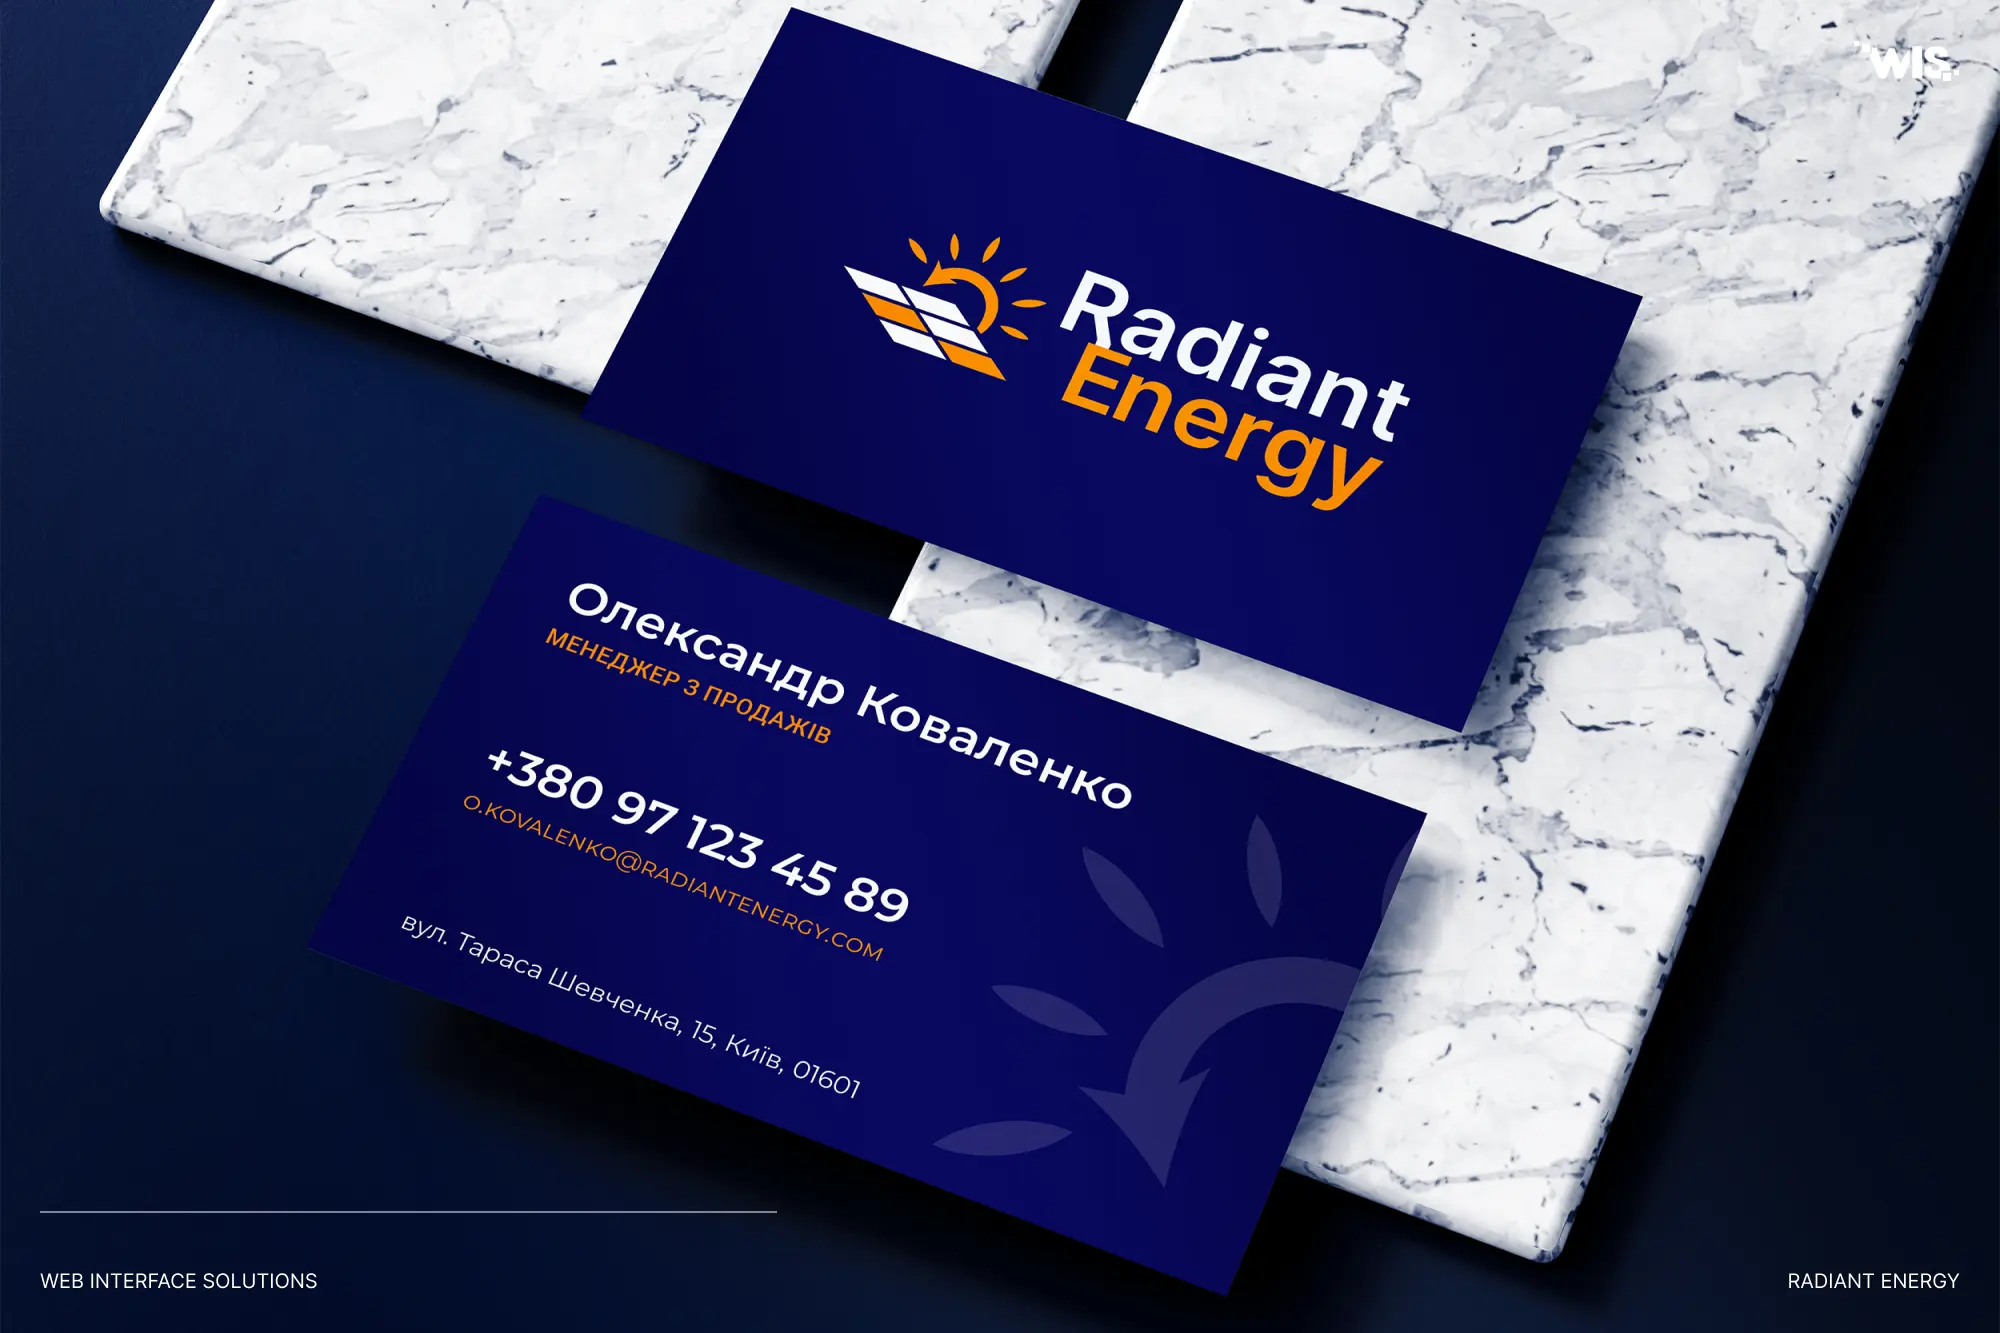 WIS.
Radiant
Energy
Олександр Коваленко
МЕНЕДЖЕР З ПРОДАЖІВ
+380 97 123 45 89
O.KOVALENKO@RADIANTENERGY.COM
вул. Тараса Шевченка, 15, Київ, 01601
WEB INTERFACE SOLUTIONS
RADIANT ENERGY